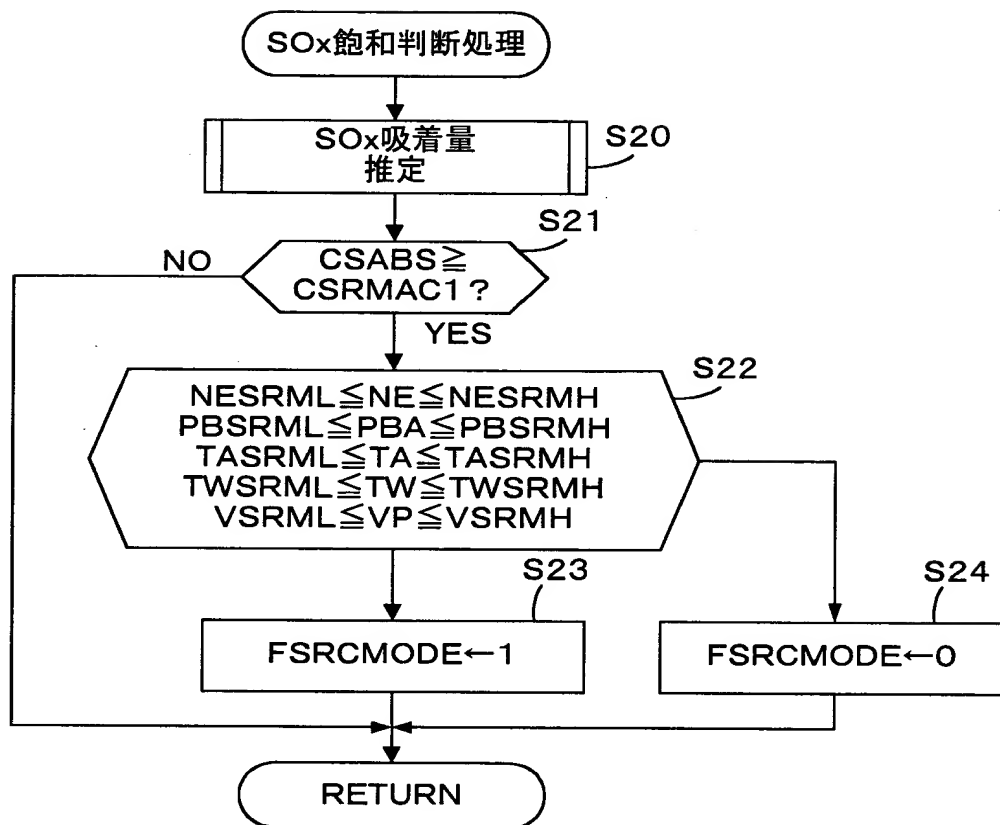 SOx飽和判断処理
SOx吸着量
推定
S20
S21
CSABS≧
CSRMAC1?
NO
YES
S22
NESRML≦NE≦NESRMH
PBSRML≦PBA≦PBSRMH
TASRML≦TA≦TASRMH
TWSRML≦TW≦TWSRMH
VSRML≦VP≦VSRMH
S23
FSRCMODE←1
S24
FSRCMODE←0
RETURN